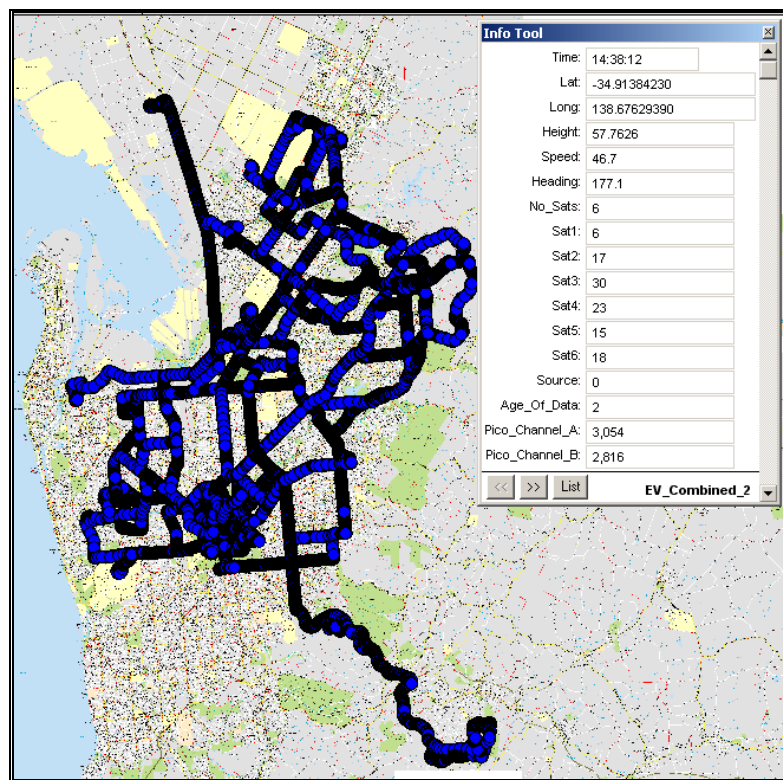 Info Tool
Time: 14:38:12
Lat: -34.91384230
Long: 138.67629390
Height: 57.7626
Speed: 46.7
Heading: 177.1
No_Sats: 6
Sat1: 6
Sat2: 17
Sat3: 30
Sat4: 23
Sat5: 15
Sat6: 18
Source: 0
Age_Of_Data: 2
Pico_Channel_A: 3,054
Pico_Channel_B: 2,816
<< >> List EV_Combined_2